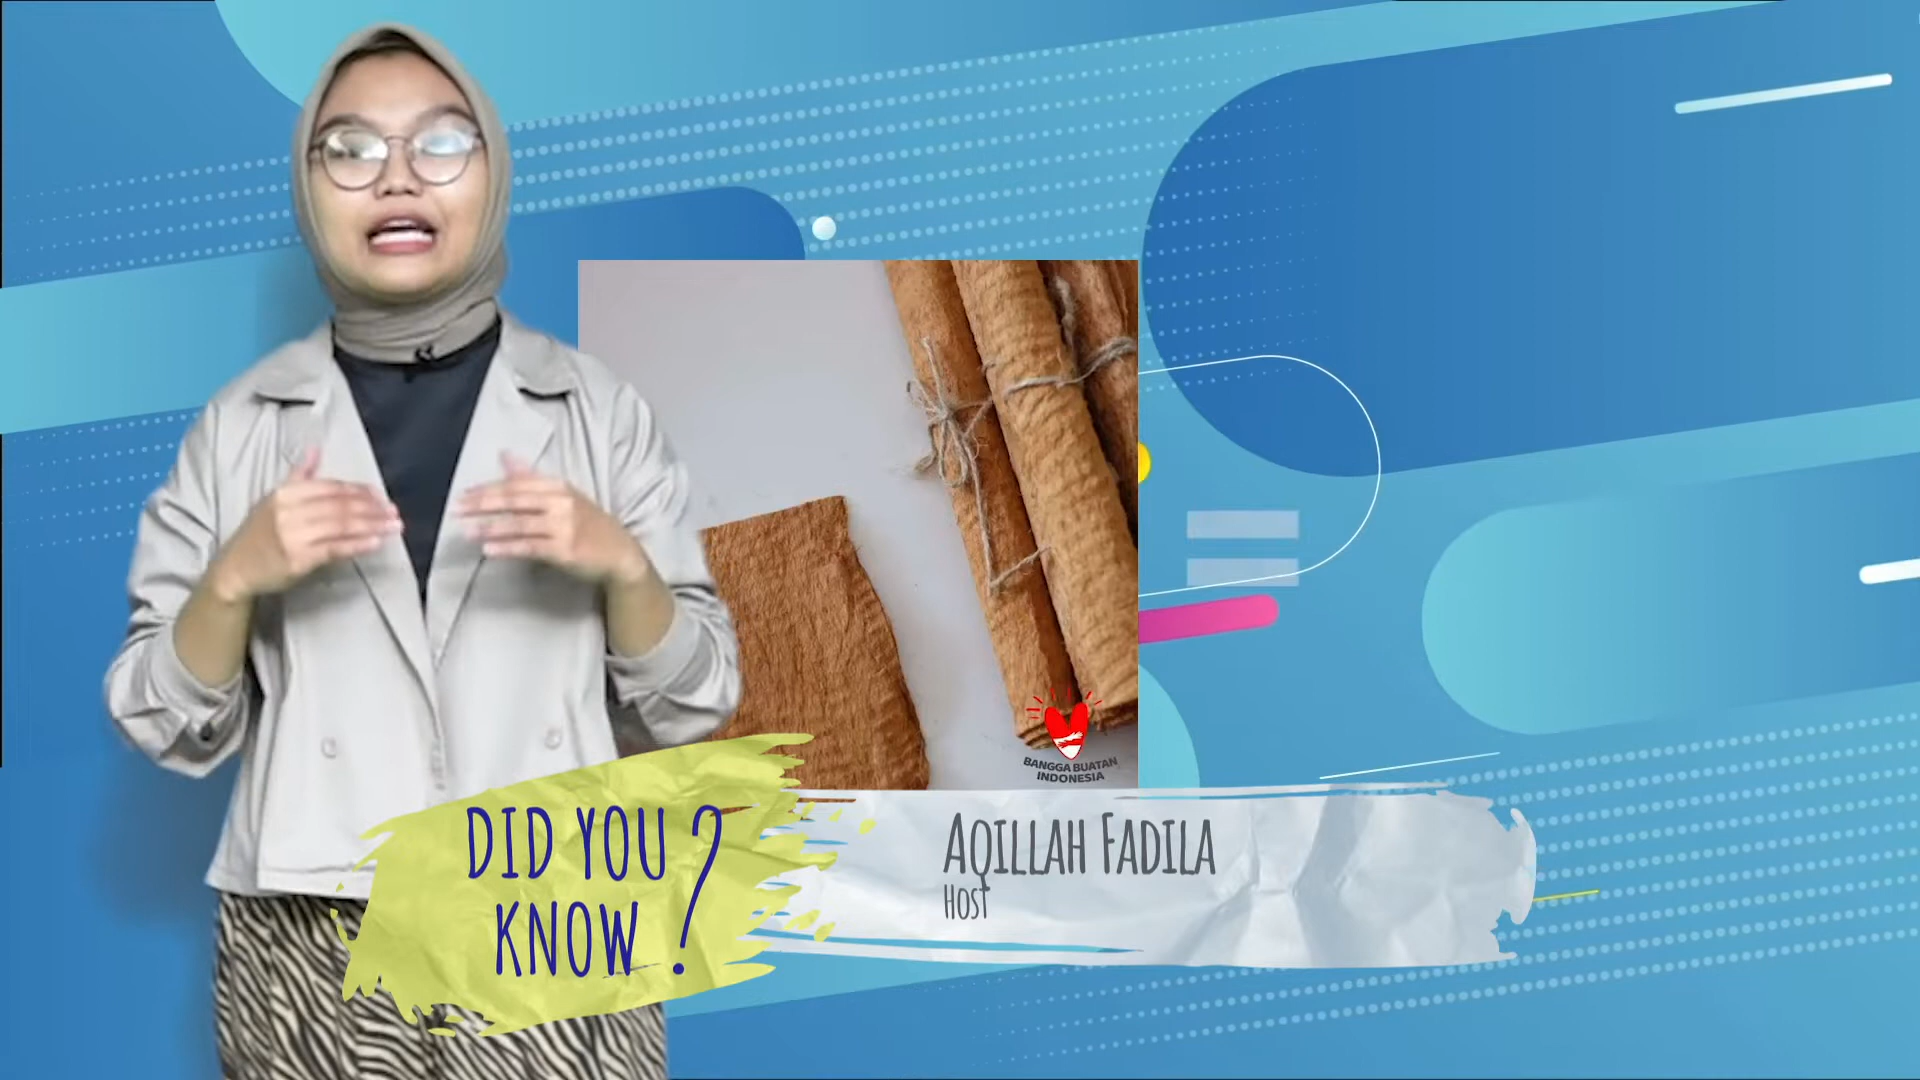 BANGGA BUATAN
INDONESIA
DID YOU
KNOW?
AQILLAH FADILA
HOST